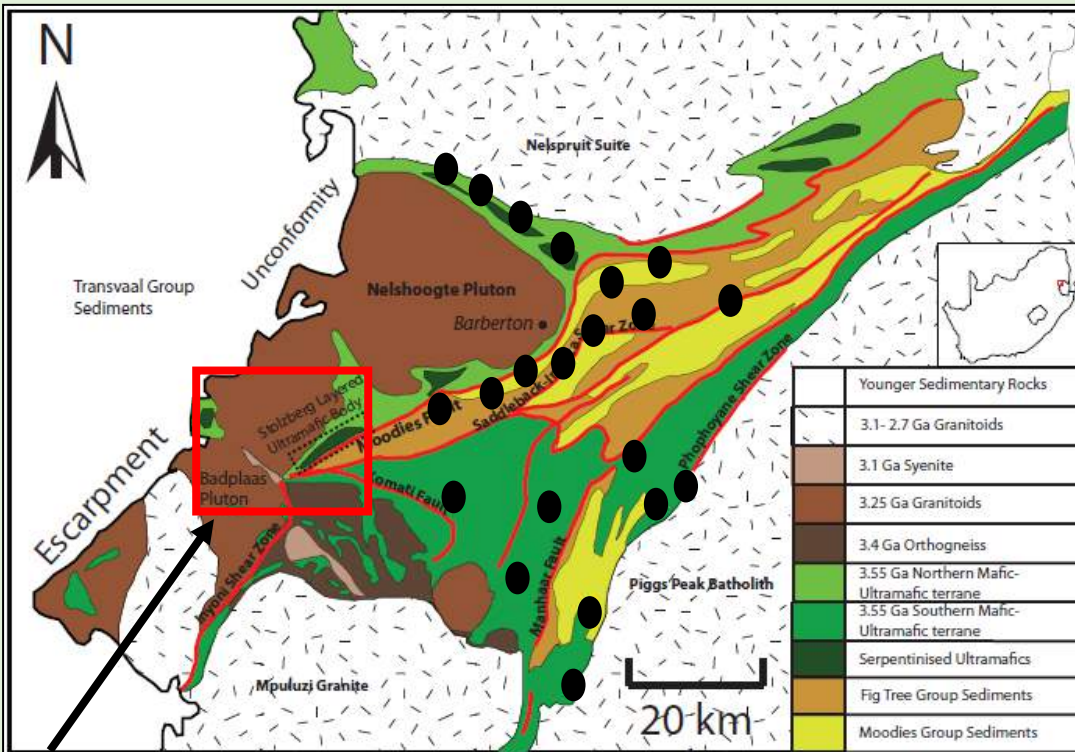 N
Nelspruit Suite
Unconformity
Transvaal Group
Sediments
Nelshoogte Pluton
Barberton
Stolzberg Layered
Ultramafic Body
Moodies Fault
Saddleback-In
a Shear Zone
Phophoyane Shear Zone
Escarpment
Badplaas
Pluton
Komati Fault
Inyoni Shear Zone
Manhaar Fault
Piggs Peak Batholith
Mpuluzi Granite
20 km
Younger Sedimentary Rocks
3.1- 2.7 Ga Granitoids
3.1 Ga Syenite
3.25 Ga Granitoids
3.4 Ga Orthogneiss
3.55 Ga Northern Mafic-
Ultramafic terrane
3.55 Ga Southern Mafic-
Ultramafic terrane
Serpentinised Ultramafics
Fig Tree Group Sediments
Moodies Group Sediments